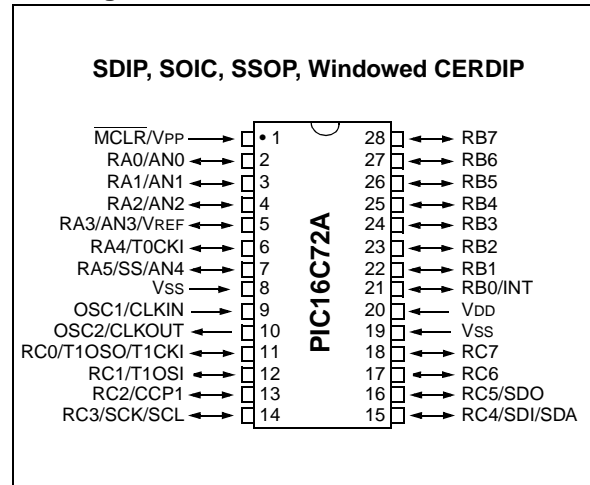 SDIP, SOIC, SSOP, Windowed CERDIP
MCLR/VPP 1 28 RB7
RA0/AN0 2 27 RB6
RA1/AN1 3 26 RB5
RA2/AN2 4 25 RB4
RA3/AN3/VREF 5 24 RB3
RA4/T0CKI 6 23 RB2
RA5/SS/AN4 7 22 RB1
VSS 8 21 RB0/INT
OSC1/CLKIN 9 20 VDD
OSC2/CLKOUT 10 19 VSS
RC0/T1OSO/T1CKI 11 18 RC7
RC1/T1OSI 12 17 RC6
RC2/CCP1 13 16 RC5/SDO
RC3/SCK/SCL 14 15 RC4/SDI/SDA
PIC16C72A